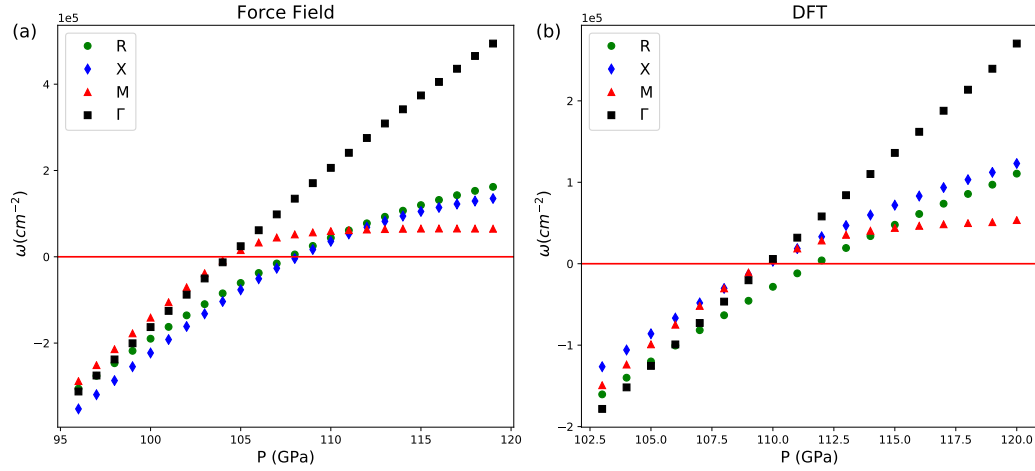 Force Field
(a)
1e5
R
X
M
Γ
4
2
0
−2
ω(cm⁻²)
95 100 105 110 115 120
P (GPa)
DFT
(b)
1e5
R
X
M
Γ
2
1
0
−1
−2
ω(cm⁻²)
102.5 105.0 107.5 110.0 112.5 115.0 117.5 120.0
P (GPa)